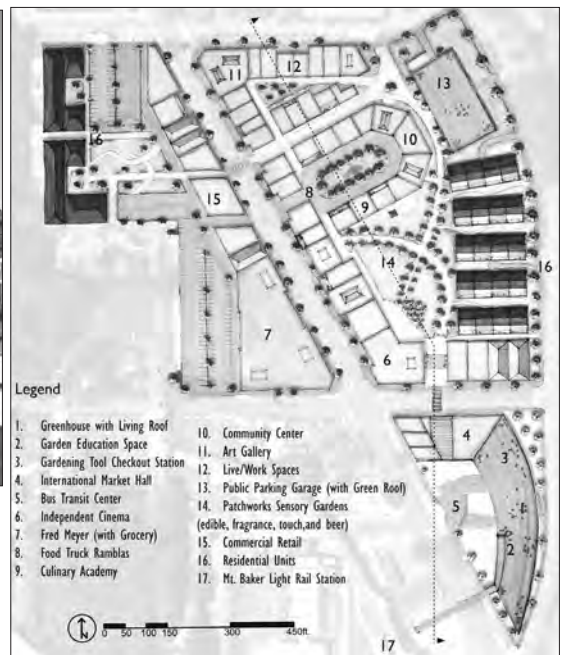 11
12
13
10
16
8
15
9
14
16
7
6
4
3
5
2
17
Legend
1. Greenhouse with Living Roof
2. Garden Education Space
3. Gardening Tool Checkout Station
4. International Market Hall
5. Bus Transit Center
6. Independent Cinema
7. Fred Meyer (with Grocery)
8. Food Truck Ramblas
9. Culinary Academy
10. Community Center
11. Art Gallery
12. Live/Work Spaces
13. Public Parking Garage (with Green Roof)
14. Patchworks Sensory Gardens
(edible, fragrance, touch,and beer)
15. Commercial Retail
16. Residential Units
17. Mt. Baker Light Rail Station
N
0 50 100 150 300 450ft.